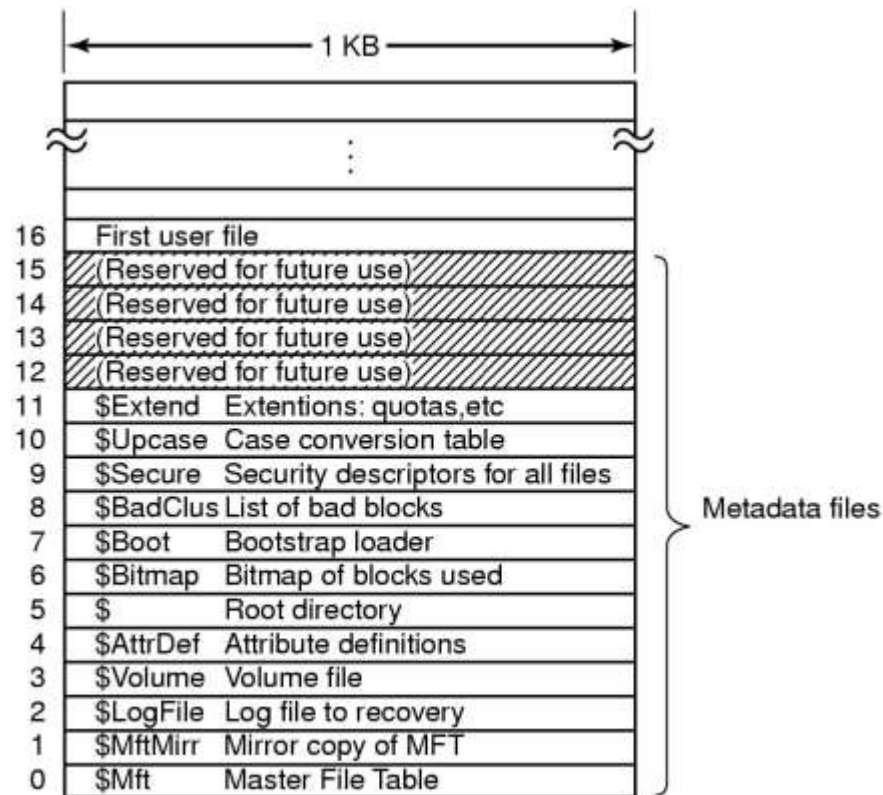 1 KB
16 First user file
15 (Reserved for future use)
14 (Reserved for future use)
13 (Reserved for future use)
12 (Reserved for future use)
11 $Extend Extentions: quotas,etc
10 $Upcase Case conversion table
9 $Secure Security descriptors for all files
8 $BadClus List of bad blocks
7 $Boot Bootstrap loader
6 $Bitmap Bitmap of blocks used
5 $ Root directory
4 $AttrDef Attribute definitions
3 $Volume Volume file
2 $LogFile Log file to recovery
1 $MftMirr Mirror copy of MFT
0 $Mft Master File Table
Metadata files